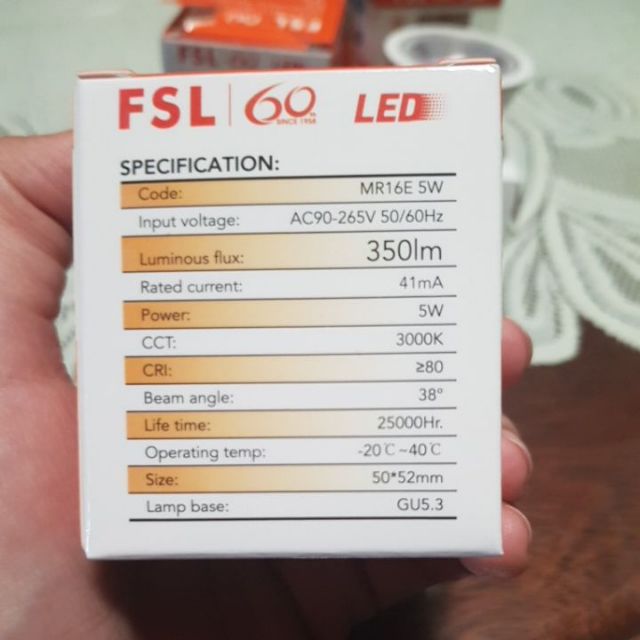 FSL 60th LED
SINCE 1958
SPECIFICATION:
Code: MR16E 5W
Input voltage: AC90-265V 50/60Hz
Luminous flux: 350lm
Rated current: 41mA
Power: 5W
CCT: 3000K
CRI: ≥80
Beam angle: 38°
Life time: 25000Hr.
Operating temp: -20℃~40℃
Size: 50*52mm
Lamp base: GU5.3